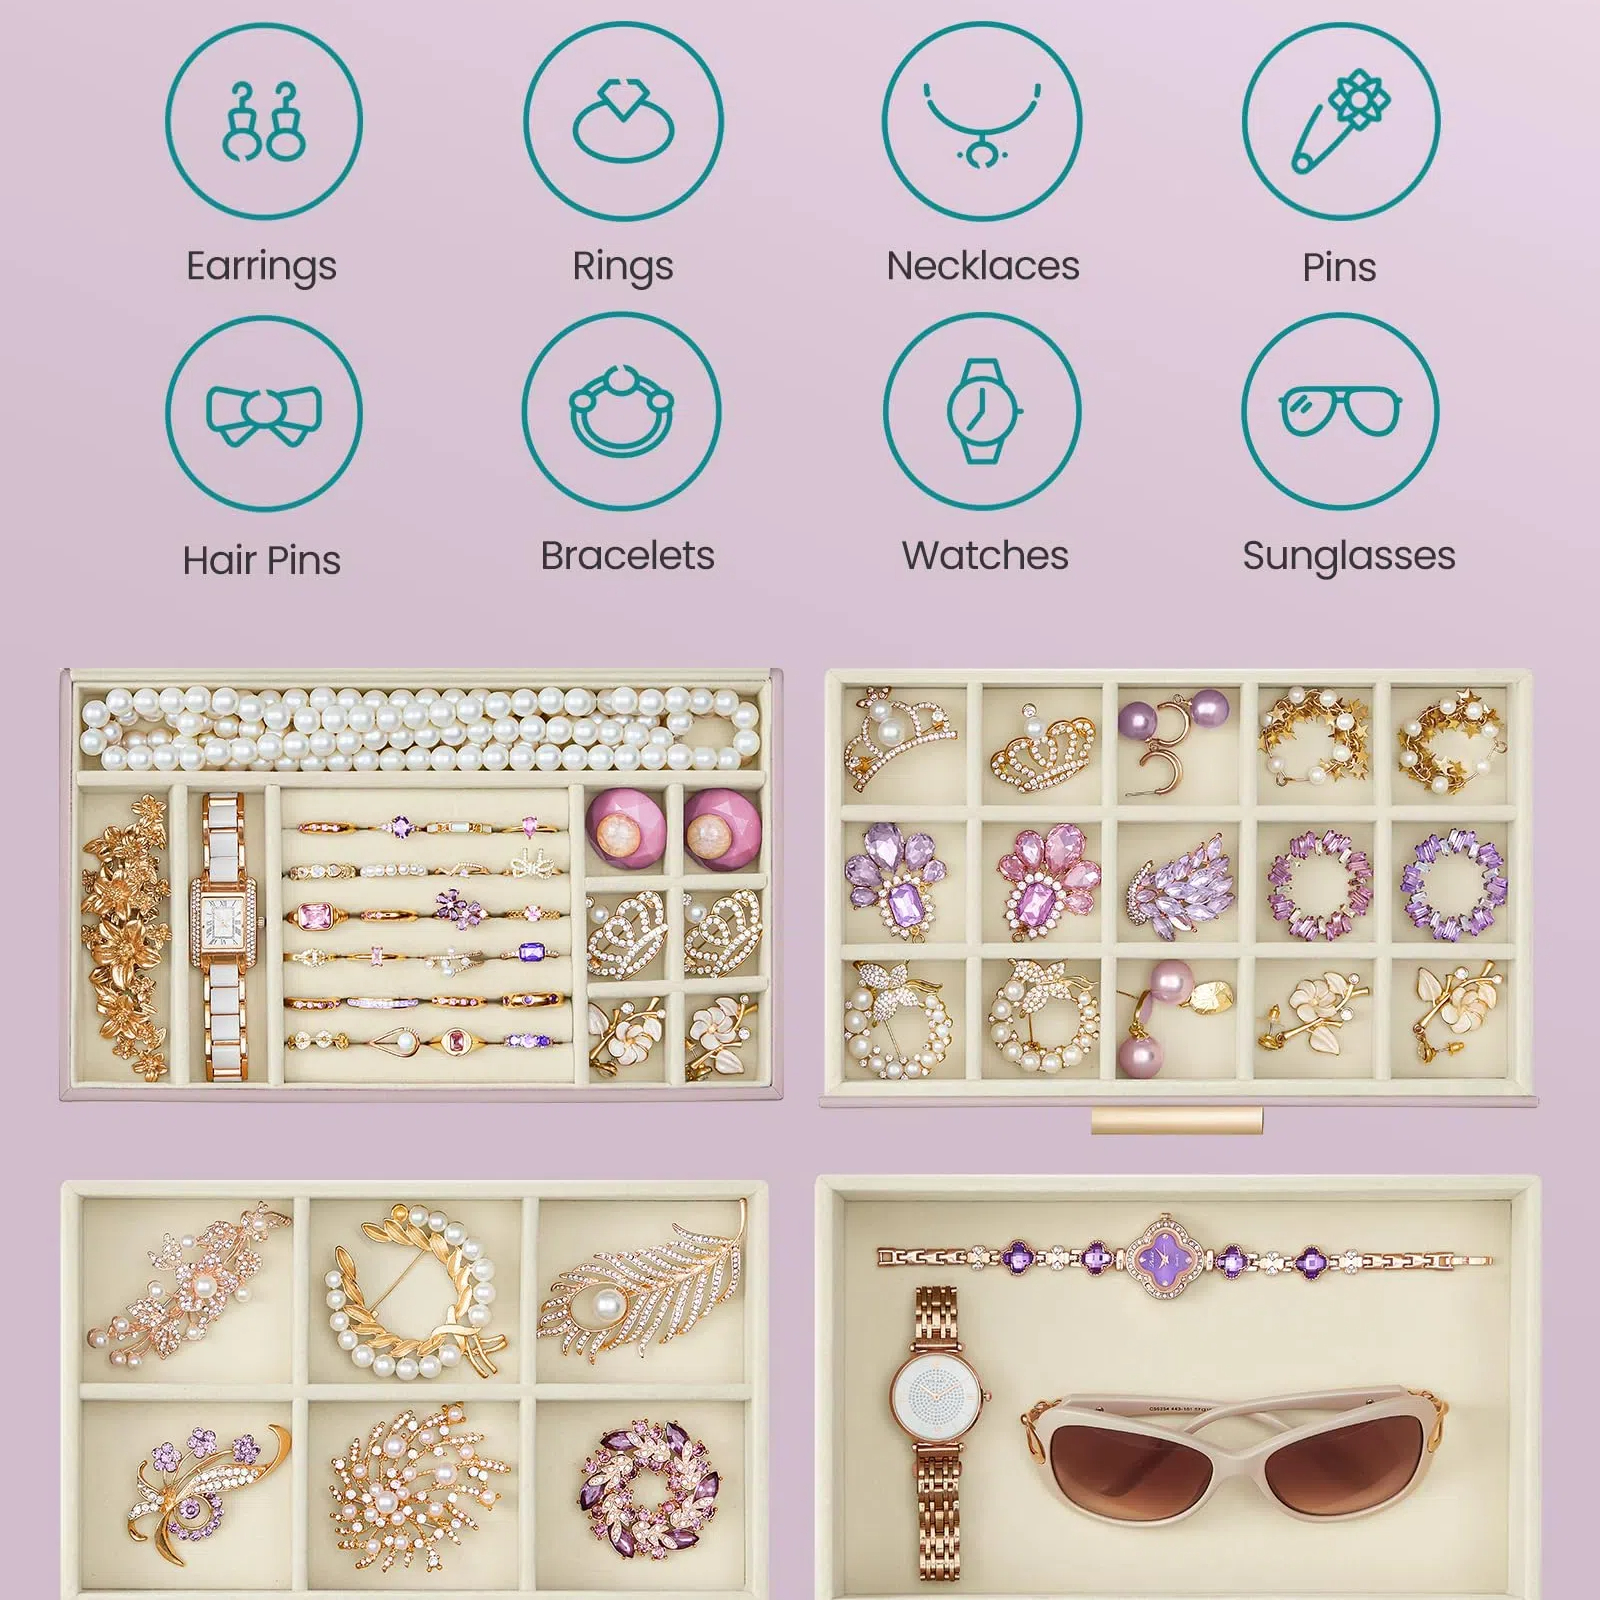 Earrings
Rings
Necklaces
Pins
Hair Pins
Bracelets
Watches
Sunglasses